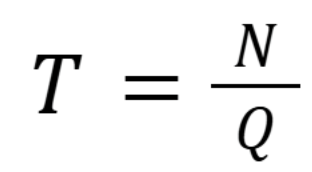 T = N/Q